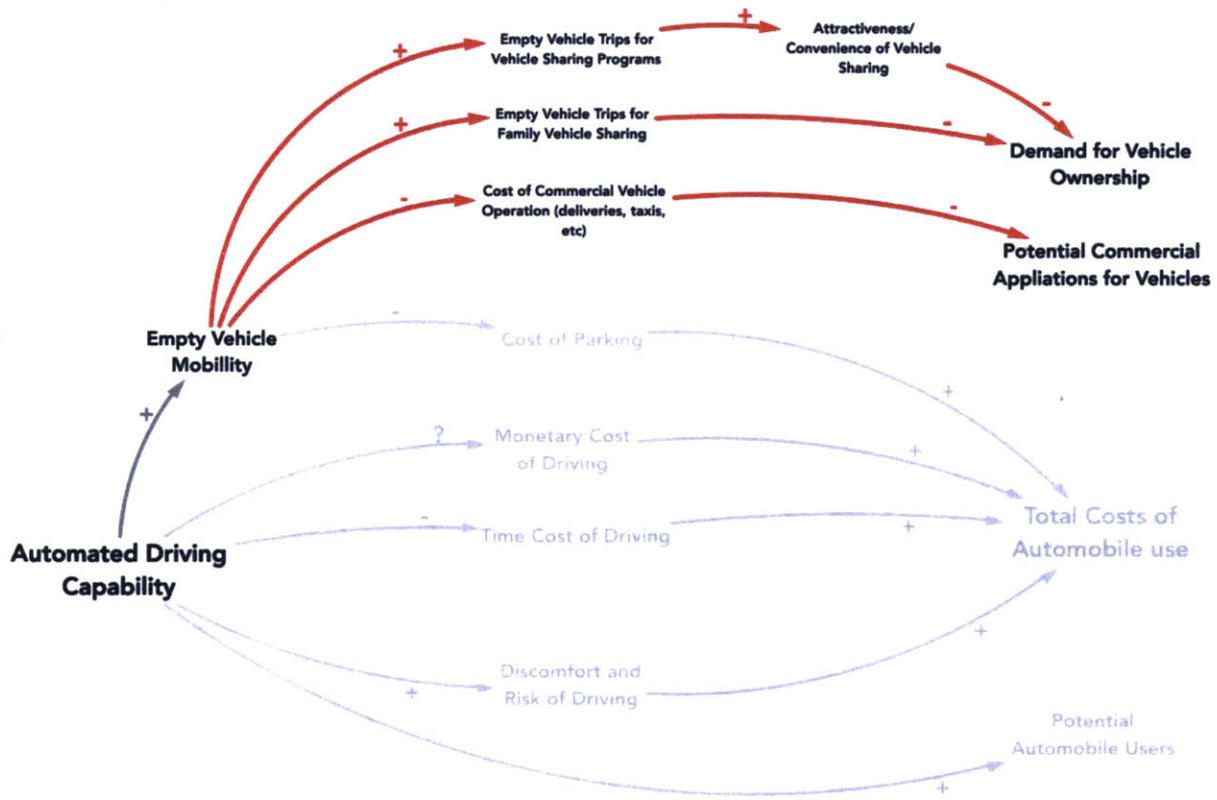 +
Empty Vehicle Trips for
Vehicle Sharing Programs
+
Attractiveness/
Convenience of Vehicle
Sharing
-
+
Empty Vehicle Trips for
Family Vehicle Sharing
-
Demand for Vehicle
Ownership
-
Cost of Commercial Vehicle
Operation (deliveries, taxis,
etc)
-
Potential Commercial
Appliations for Vehicles
Empty Vehicle
Mobillity
-
Cost of Parking
+
+
?
Monetary Cost
of Driving
+
-
Time Cost of Driving
+
Total Costs of
Automobile use
Automated Driving
Capability
+
Discomfort and
Risk of Driving
+
Potential
Automobile Users
+